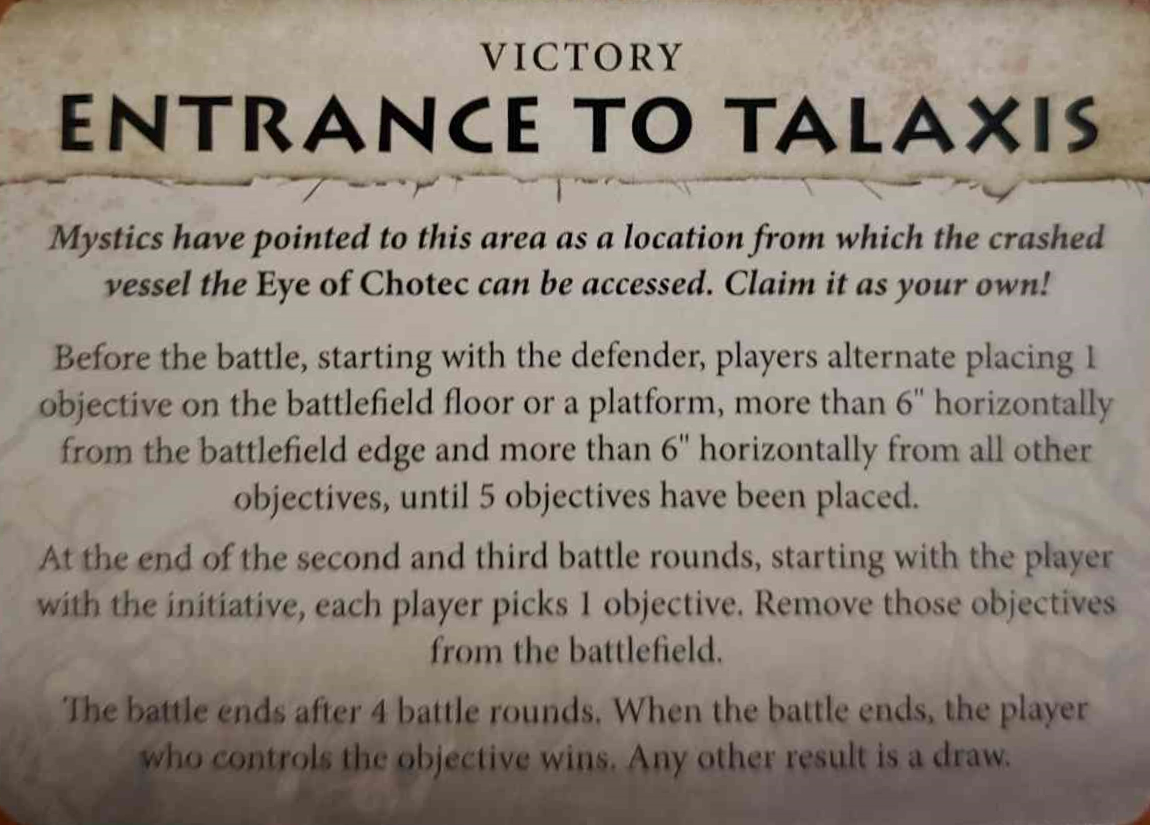 VICTORY
ENTRANCE TO TALAXIS
Mystics have pointed to this area as a location from which the crashed
vessel the Eye of Chotec can be accessed. Claim it as your own!
Before the battle, starting with the defender, players alternate placing 1
objective on the battlefield floor or a platform, more than 6" horizontally
from the battlefield edge and more than 6" horizontally from all other
objectives, until 5 objectives have been placed.
At the end of the second and third battle rounds, starting with the player
with the initiative, each player picks 1 objective. Remove those objectives
from the battlefield.
The battle ends after 4 battle rounds. When the battle ends, the player
who controls the objective wins. Any other result is a draw.